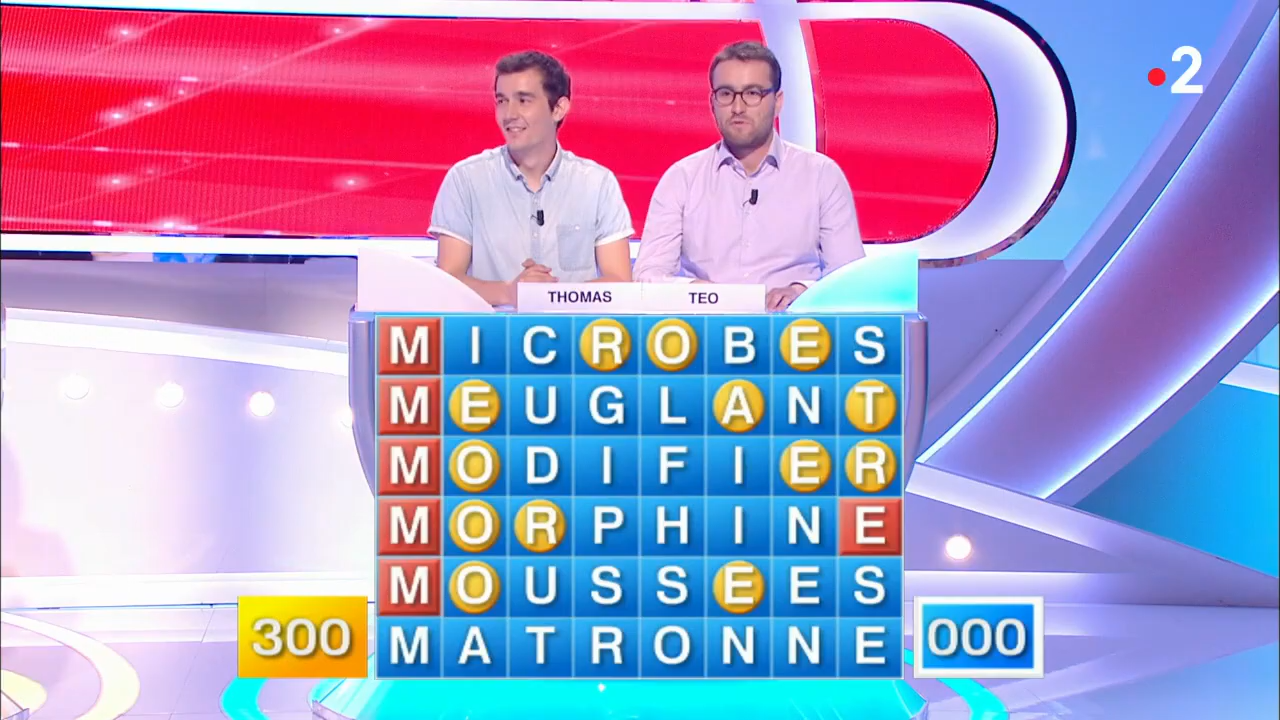 2
THOMAS TEO
MICROBES
MEUGLANT
MODIFIER
MORPHINE
MOUSSEES
MATRONNE
300
000